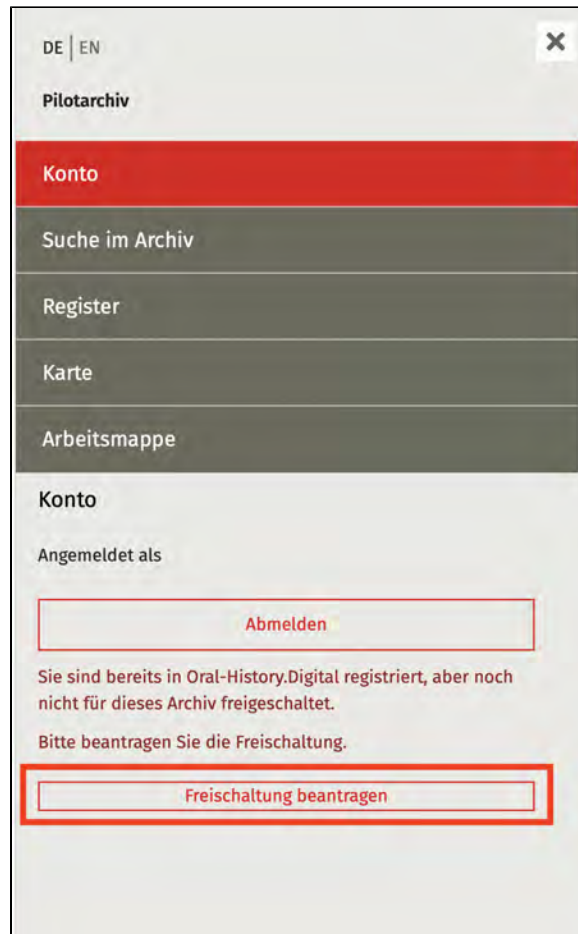 DE | EN
Pilotarchiv
Konto
Suche im Archiv
Register
Karte
Arbeitsmappe
Konto
Angemeldet als
Abmelden
Sie sind bereits in Oral-History.Digital registriert, aber noch
nicht für dieses Archiv freigeschaltet.
Bitte beantragen Sie die Freischaltung.
Freischaltung beantragen